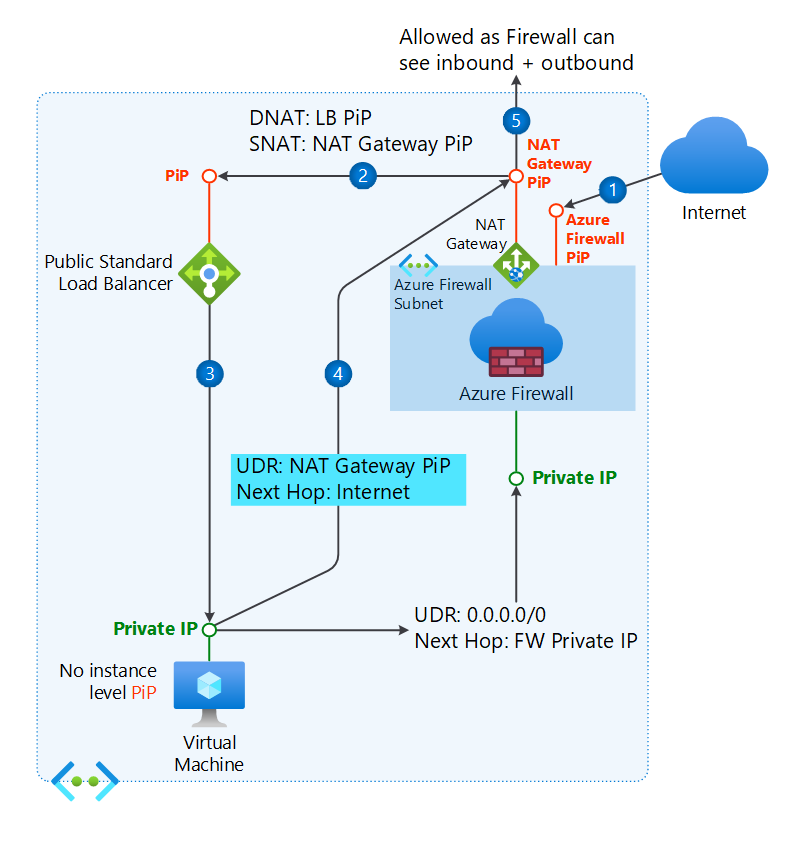 Allowed as Firewall can
see inbound + outbound
5
DNAT: LB PiP
SNAT: NAT Gateway PiP
NAT
Gateway
PiP
PiP
2
1
Internet
Azure
Firewall
PiP
NAT
Gateway
Public Standard
Load Balancer
Azure Firewall
Subnet
3
4
Azure Firewall
UDR: NAT Gateway PiP
Next Hop: Internet
Private IP
Private IP
UDR: 0.0.0.0/0
Next Hop: FW Private IP
No instance
level PiP
Virtual
Machine